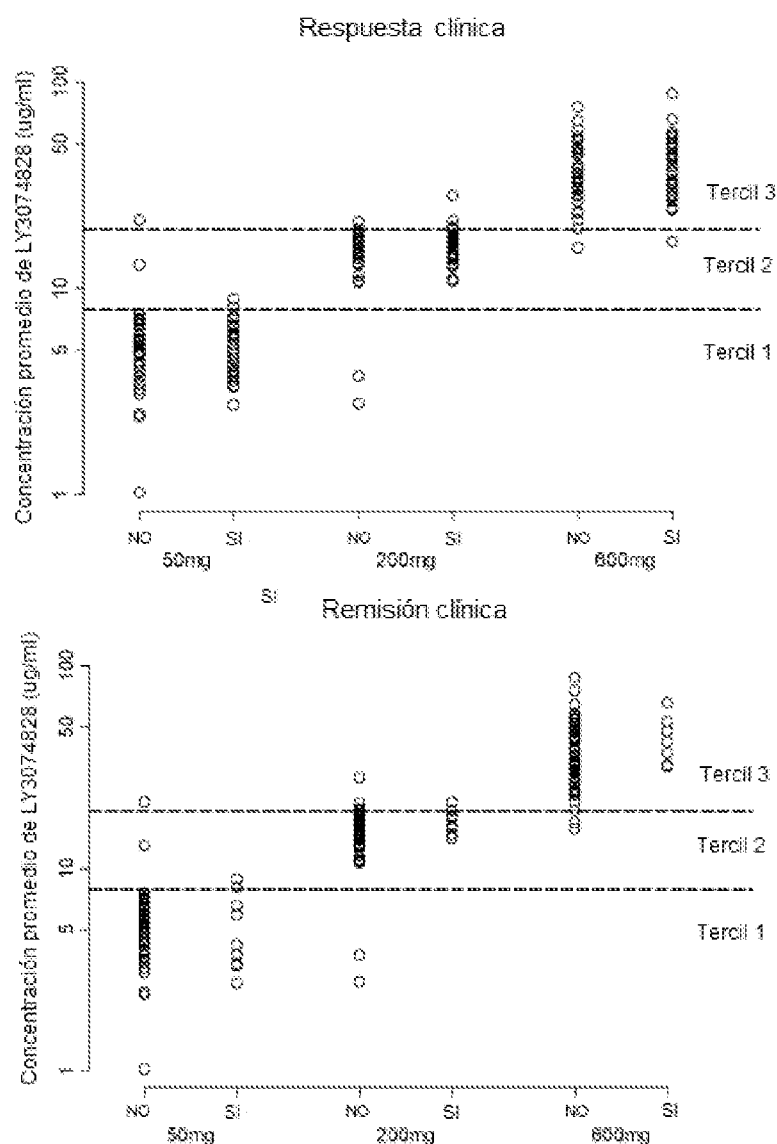 Respuesta clínica
Concentración promedio de LY3074828 (ug/ml)
100
50
10
5
1
Tercil 3
Tercil 2
Tercil 1
NO SI NO SI NO SI
50mg 200mg 600mg
SI
Remisión clínica
Concentración promedio de LY3074828 (ug/ml)
100
50
10
5
1
Tercil 3
Tercil 2
Tercil 1
NO SI NO SI NO SI
50mg 200mg 600mg